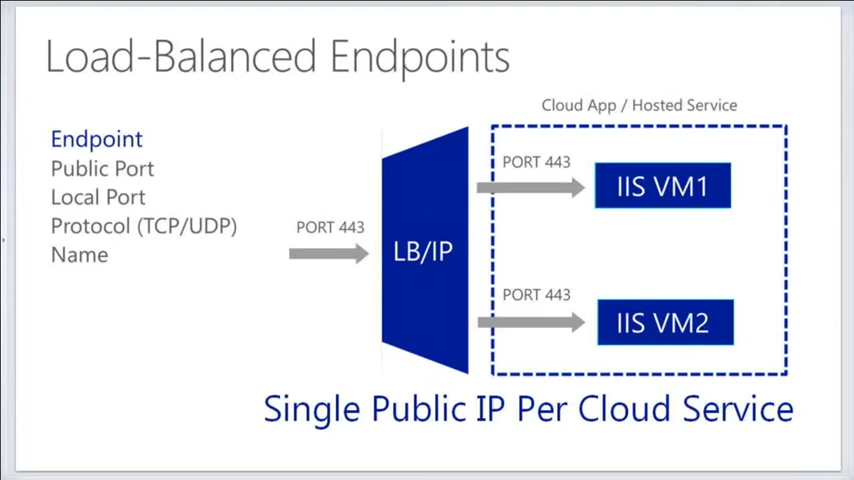 Load-Balanced Endpoints
Cloud App / Hosted Service
Endpoint
Public Port
Local Port
Protocol (TCP/UDP)
Name
PORT 443
LB/IP
PORT 443
IIS VM1
PORT 443
IIS VM2
Single Public IP Per Cloud Service